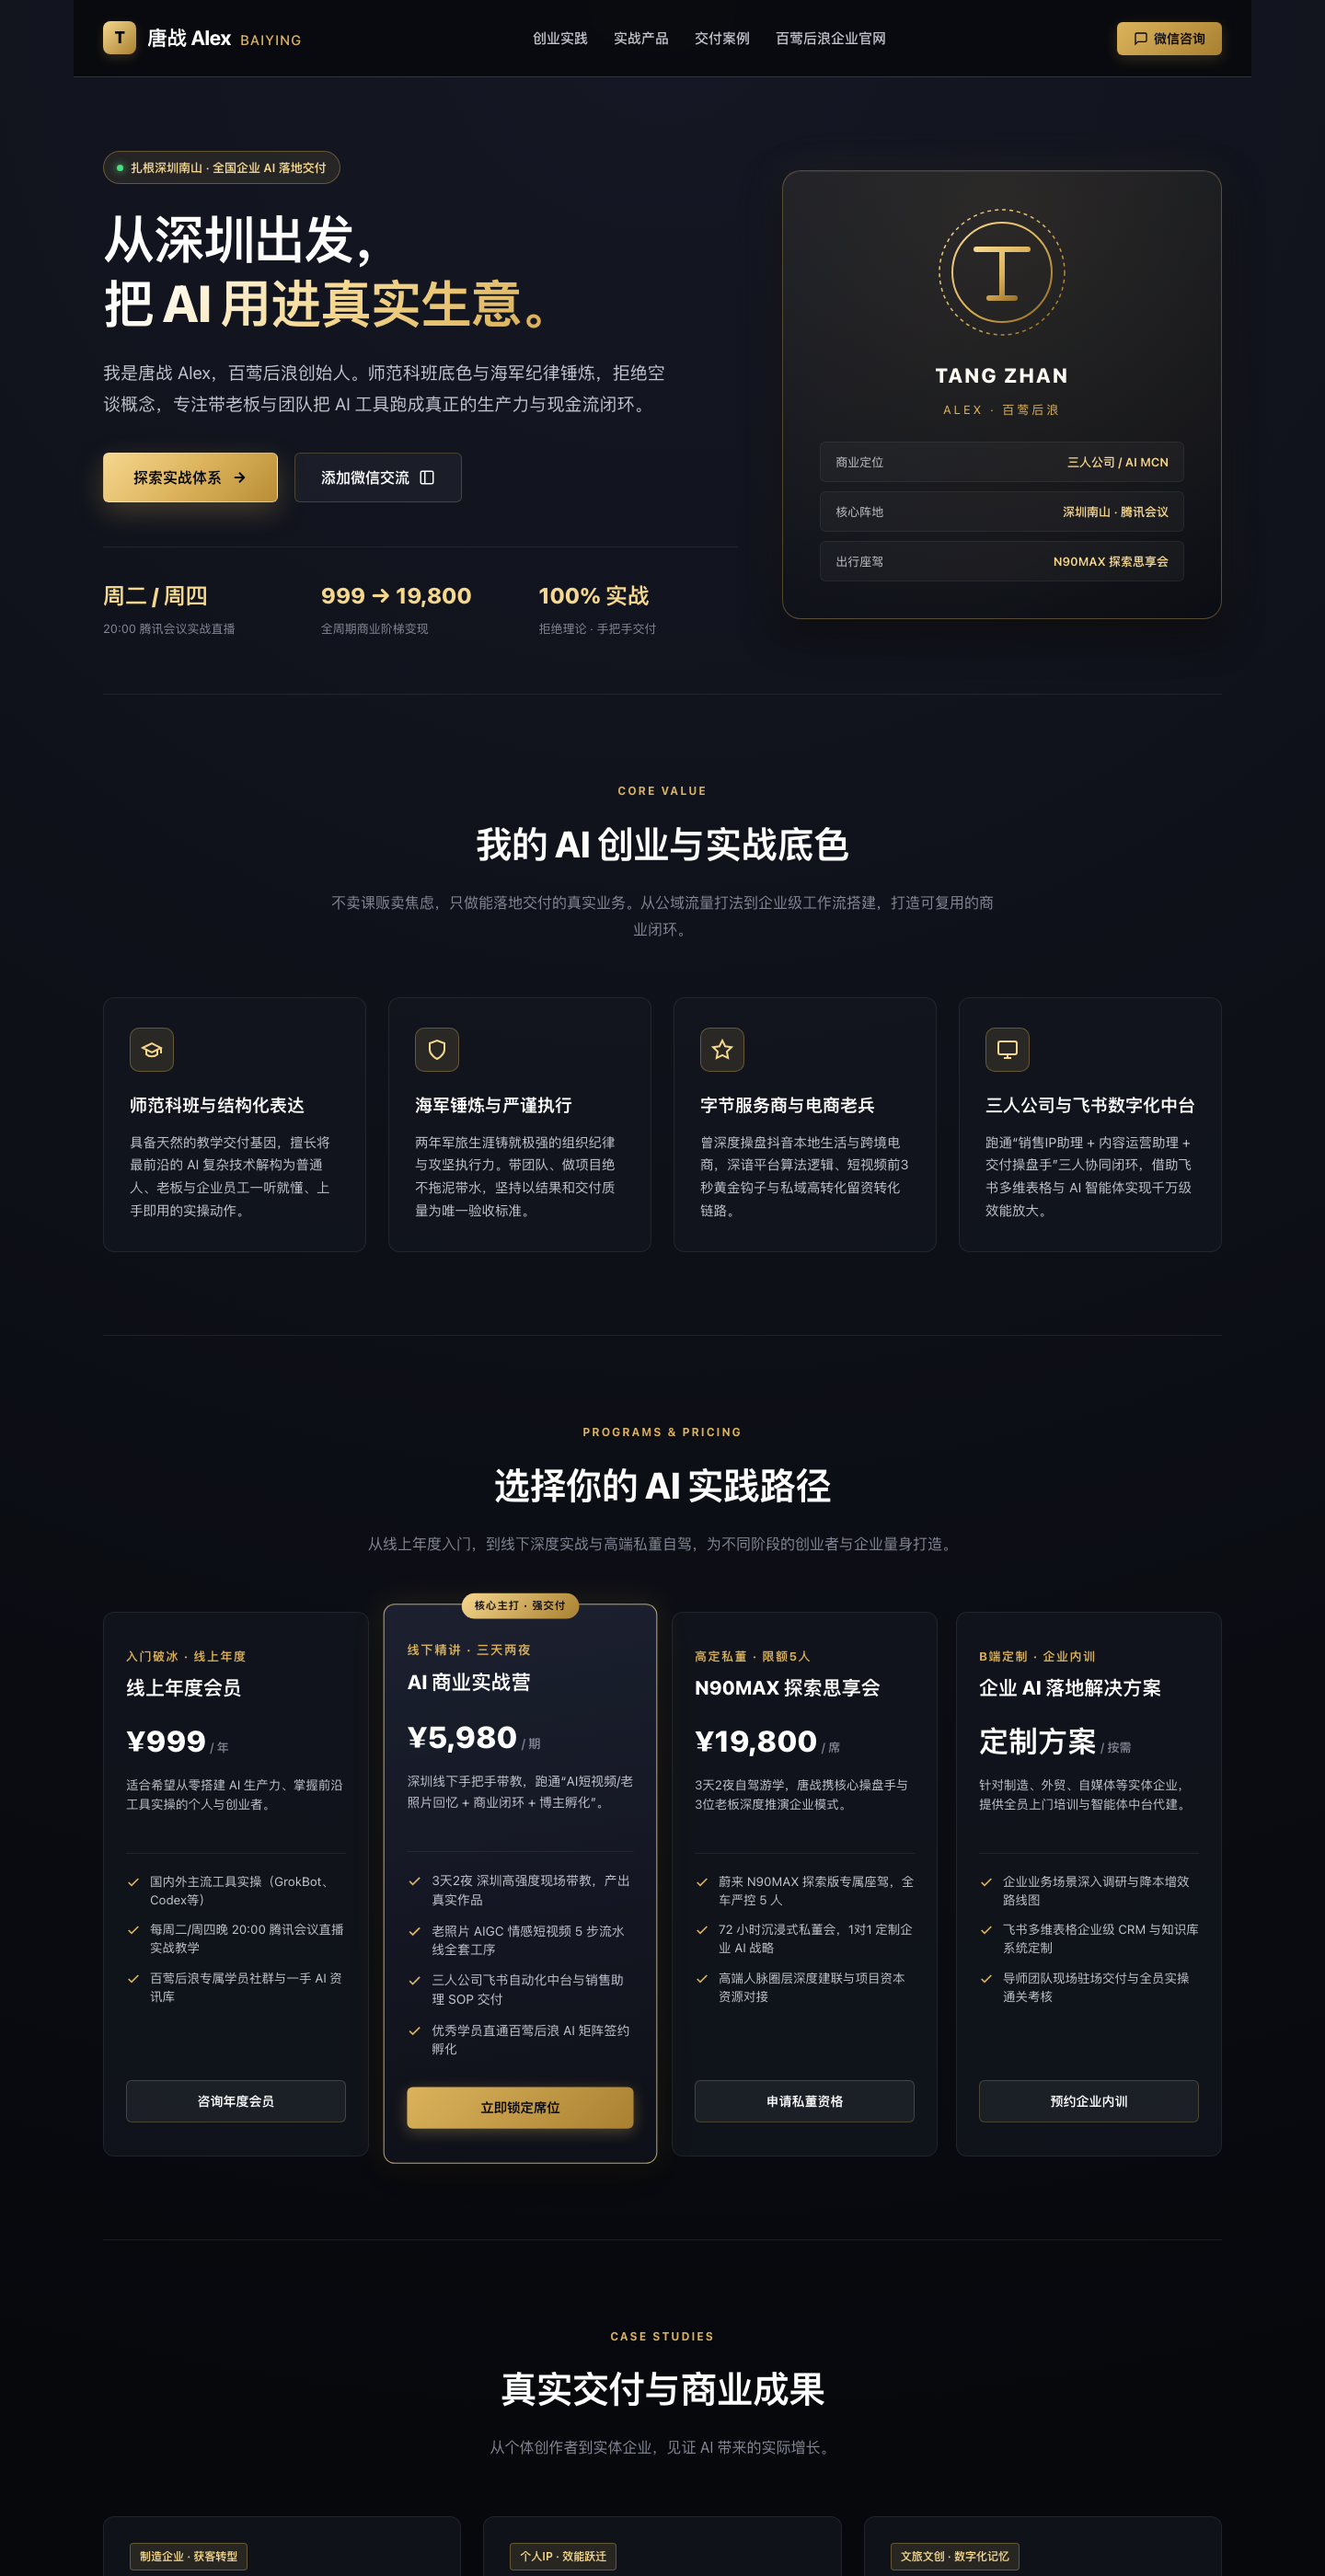 T 唐战 Alex BAIYING 创业实践 实战产品 交付案例 百莺后浪企业官网 微信咨询
扎根深圳南山 · 全国企业 AI 落地交付
从深圳出发，
把 AI 用进真实生意。
我是唐战 Alex，百莺后浪创始人。师范科班底色与海军纪律锤炼，拒绝空
谈概念，专注带老板与团队把 AI 工具跑成真正的生产力与现金流闭环。
探索实战体系 →
添加微信交流
周二 / 周四
20:00 腾讯会议实战直播
999 → 19,800
全周期商业阶梯变现
100% 实战
拒绝理论 · 手把手交付
T
TANG ZHAN
ALEX · 百莺后浪
商业定位 三人公司 / AI MCN
核心阵地 深圳南山 · 腾讯会议
出行座驾 N90MAX 探索思享会
CORE VALUE
我的 AI 创业与实战底色
不卖课贩卖焦虑，只做能落地交付的真实业务。从公域流量打法到企业级工作流搭建，打造可复用的商
业闭环。
师范科班与结构化表达
具备天然的教学交付基因，擅长将
最前沿的 AI 复杂技术解构为普通
人、老板与企业员工一听就懂、上
手即用的实操动作。
海军锤炼与严谨执行
两年军旅生涯铸就极强的组织纪律
与攻坚执行力。带团队、做项目绝
不拖泥带水，坚持以结果和交付质
量为唯一验收标准。
字节服务商与电商老兵
曾深度操盘抖音本地生活与跨境电
商，深谙平台算法逻辑、短视频前3
秒黄金钩子与私域高转化留资转化
链路。
三人公司与飞书数字化中台
跑通“销售IP助理 + 内容运营助理 +
交付操盘手”三人协同闭环，借助飞
书多维表格与 AI 智能体实现千万级
效能放大。
PROGRAMS & PRICING
选择你的 AI 实践路径
从线上年度入门，到线下深度实战与高端私董自驾，为不同阶段的创业者与企业量身打造。
入门破冰 · 线上年度
线上年度会员
¥999 / 年
适合希望从零搭建 AI 生产力、掌握前沿
工具实操的个人与创业者。
国内外主流工具实操（GrokBot、
Codex等）
每周二/周四晚 20:00 腾讯会议直播
实战教学
百莺后浪专属学员社群与一手 AI 资
讯库
咨询年度会员
核心主打 · 强交付
线下精讲 · 三天两夜
AI 商业实战营
¥5,980 / 期
深圳线下手把手带教，跑通“AI短视频/老
照片回忆 + 商业闭环 + 博主孵化”。
3天2夜 深圳高强度现场带教，产出
真实作品
老照片 AIGC 情感短视频 5 步流水
线全套工序
三人公司飞书自动化中台与销售助
理 SOP 交付
优秀学员直通百莺后浪 AI 矩阵签约
孵化
立即锁定席位
高定私董 · 限额5人
N90MAX 探索思享会
¥19,800 / 席
3天2夜自驾游学，唐战携核心操盘手与
3位老板深度推演企业模式。
蔚来 N90MAX 探索版专属座驾，全
车严控 5 人
72 小时沉浸式私董会，1对1 定制企
业 AI 战略
高端人脉圈层深度建联与项目资本
资源对接
申请私董资格
B端定制 · 企业内训
企业 AI 落地解决方案
定制方案 / 按需
针对制造、外贸、自媒体等实体企业，
提供全员上门培训与智能体中台代建。
企业业务场景深入调研与降本增效
路线图
飞书多维表格企业级 CRM 与知识库
系统定制
导师团队现场驻场交付与全员实操
通关考核
预约企业内训
CASE STUDIES
真实交付与商业成果
从个体创作者到实体企业，见证 AI 带来的实际增长。
制造企业 · 获客转型
个人IP · 效能跃迁
文旅文创 · 数字化记忆